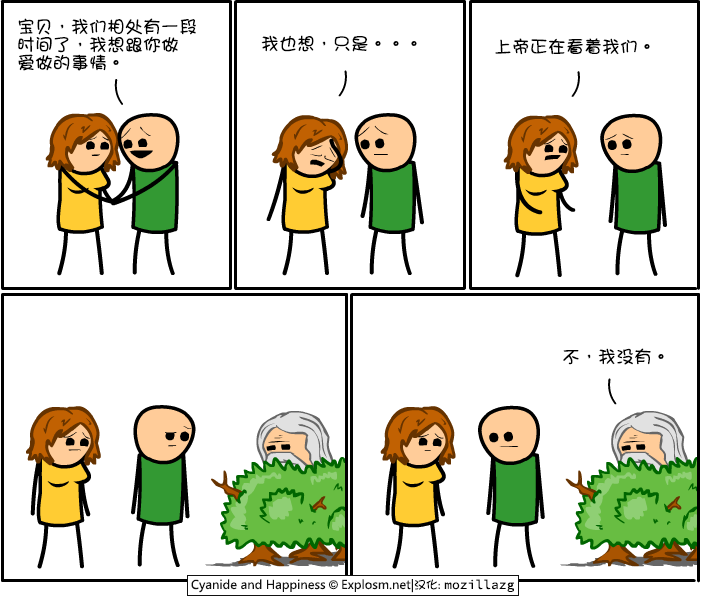 宝贝，我们相处有一段
时间了，我想跟你做
爱做的事情。
我也想，只是。。。
上帝正在看着我们。
不，我没有。
Cyanide and Happiness © Explosm.net|汉化: mozillazg